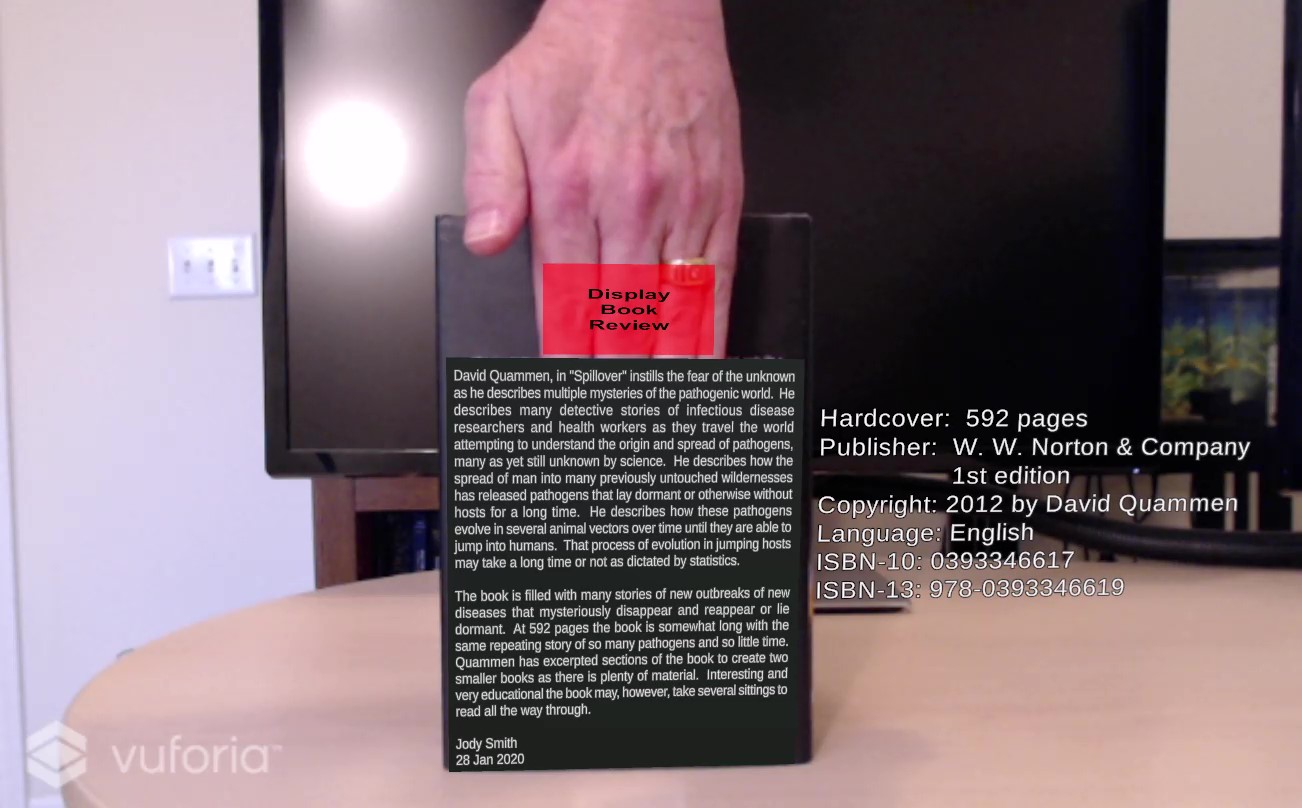 Display
Book
Review
David Quammen, in "Spillover" instills the fear of the unknown
as he describes multiple mysteries of the pathogenic world. He
describes many detective stories of infectious disease
researchers and health workers as they travel the world
attempting to understand the origin and spread of pathogens,
many as yet still unknown by science. He describes how the
spread of man into many previously untouched wildernesses
has released pathogens that lay dormant or otherwise without
hosts for a long time. He describes how these pathogens
evolve in several animal vectors over time until they are able to
jump into humans. That process of evolution in jumping hosts
may take a long time or not as dictated by statistics.
The book is filled with many stories of new outbreaks of new
diseases that mysteriously disappear and reappear or lie
dormant. At 592 pages the book is somewhat long with the
same repeating story of so many pathogens and so little time.
Quammen has excerpted sections of the book to create two
smaller books as there is plenty of material. Interesting and
very educational the book may, however, take several sittings to
read all the way through.
Jody Smith
28 Jan 2020
Hardcover: 592 pages
Publisher: W. W. Norton & Company
1st edition
Copyright: 2012 by David Quammen
Language: English
ISBN-10: 0393346617
ISBN-13: 978-0393346619
vuforia™